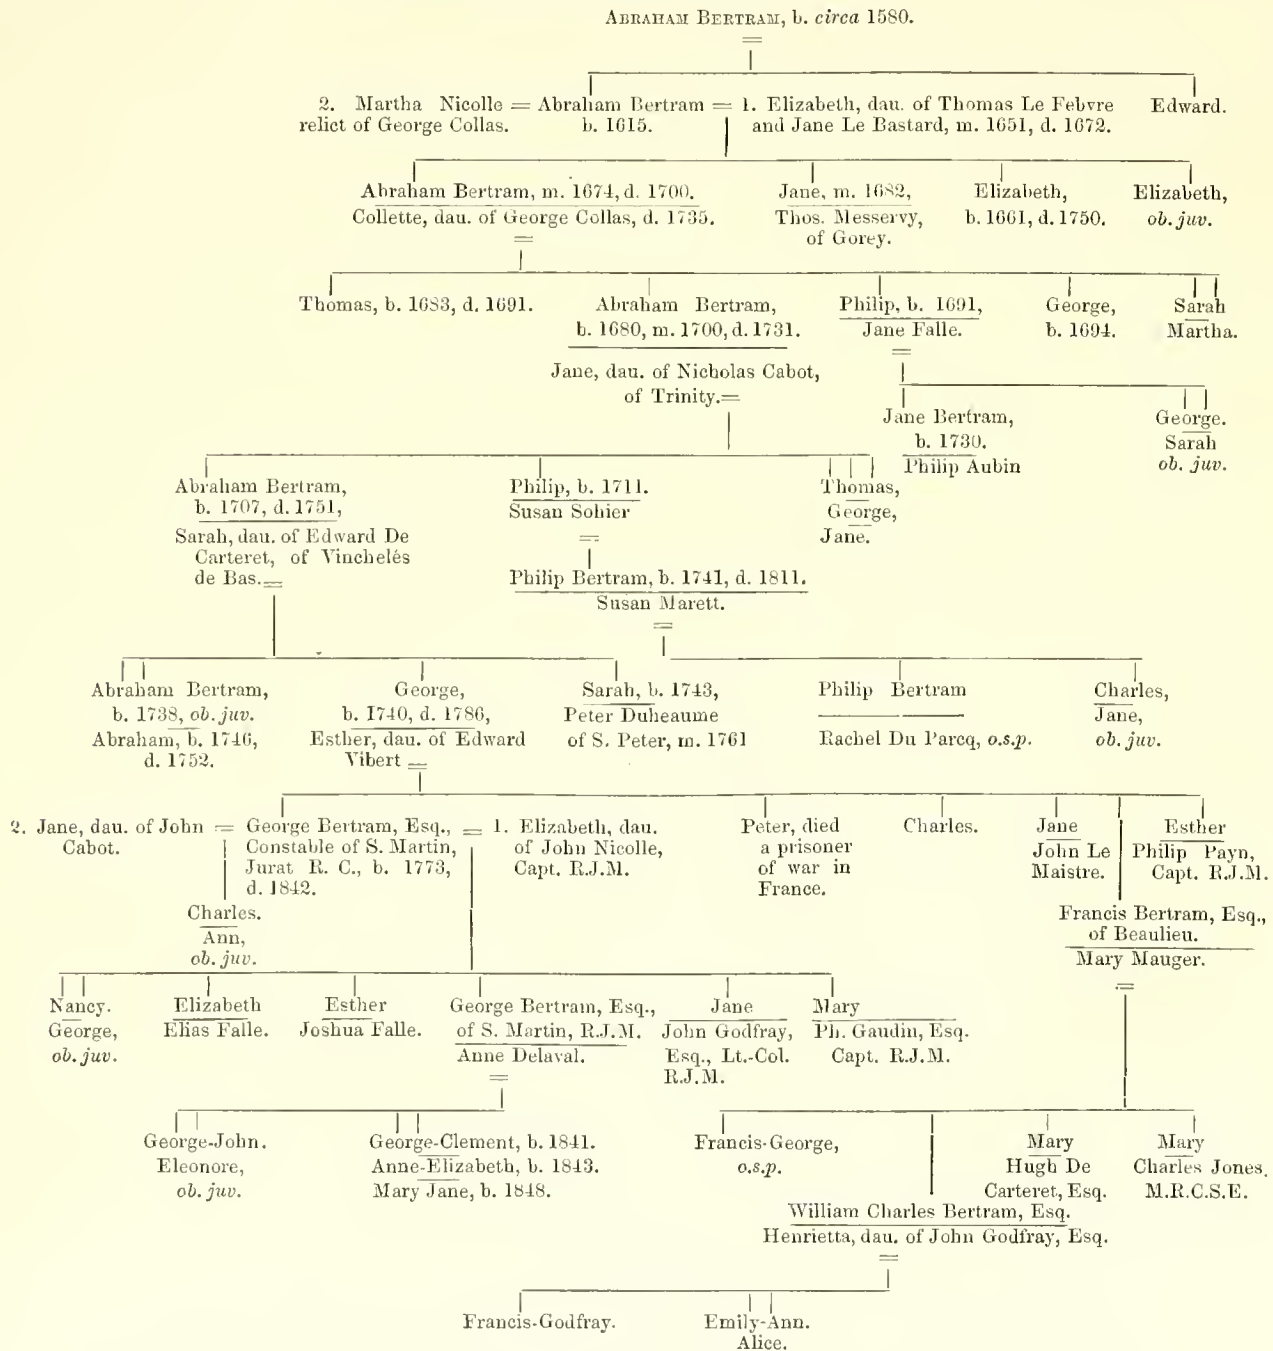 ABRAHAM BERTRAM, b. circa 1580.
2. Martha Nicolle = Abraham Bertram = 1. Elizabeth, dau. of Thomas Le Febvre Edward.
relict of George Collas. b. 1615. and Jane Le Bastard, m. 1651, d. 1672.
Abraham Bertram, m. 1674, d. 1700. Jane, m. 1682, Elizabeth, Elizabeth,
Collette, dau. of George Collas, d. 1735. Thos. Messervy, b. 1661, d. 1750. ob. juv.
= of Gorey.
Thomas, b. 1683, d. 1691. Abraham Bertram, Philip, b. 1691, George, Sarah
b. 1680, m. 1700, d. 1731. Jane Falle. b. 1694. Martha.
=
Jane, dau. of Nicholas Cabot,
of Trinity.=
Jane Bertram, George.
b. 1730. Sarah
Philip Aubin ob. juv.
Abraham Bertram, Philip, b. 1711. Thomas,
b. 1707, d. 1751, Susan Sohier George,
Sarah, dau. of Edward De = Jane.
Carteret, of Vinchelés
de Bas.= Philip Bertram, b. 1741, d. 1811.
Susan Marett.
=
Abraham Bertram, George, Sarah, b. 1743, Philip Bertram Charles,
b. 1738, ob. juv. b. 1740, d. 1786, Peter Duheaume Jane,
Abraham, b. 1746, Esther, dau. of Edward of S. Peter, m. 1761 Rachel Du Parcq, o.s.p. ob. juv.
d. 1752. Vibert =
2. Jane, dau. of John = George Bertram, Esq., = 1. Elizabeth, dau. Peter, died Charles. Jane Esther
Cabot. Constable of S. Martin, of John Nicolle, a prisoner John Le Philip Payn,
Jurat R. C., b. 1773, Capt. R.J.M. of war in Maistre. Capt. R.J.M.
d. 1842. France.
Charles. Francis Bertram, Esq.,
Ann, of Beaulieu.
ob. juv. Mary Mauger.
=
Nancy. Elizabeth Esther George Bertram, Esq., Jane Mary
George, Elias Falle. Joshua Falle. of S. Martin, R.J.M. John Godfray, Ph. Gaudin, Esq.
ob. juv. Anne Delaval. Esq., Lt.-Col. Capt. R.J.M.
= R.J.M.
George-John. George-Clement, b. 1841. Francis-George, Mary Mary
Eleonore, Anne-Elizabeth, b. 1843. o.s.p. Hugh De Charles Jones,
ob. juv. Mary Jane, b. 1848. Carteret, Esq. M.R.C.S.E.
William Charles Bertram, Esq.
Henrietta, dau. of John Godfray, Esq.
=
Francis-Godfray. Emily-Ann.
Alice.